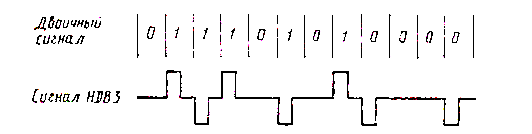 Двоичный
сигнал
0 1 1 1 0 1 0 1 0 0 0 0
Сигнал HDB3